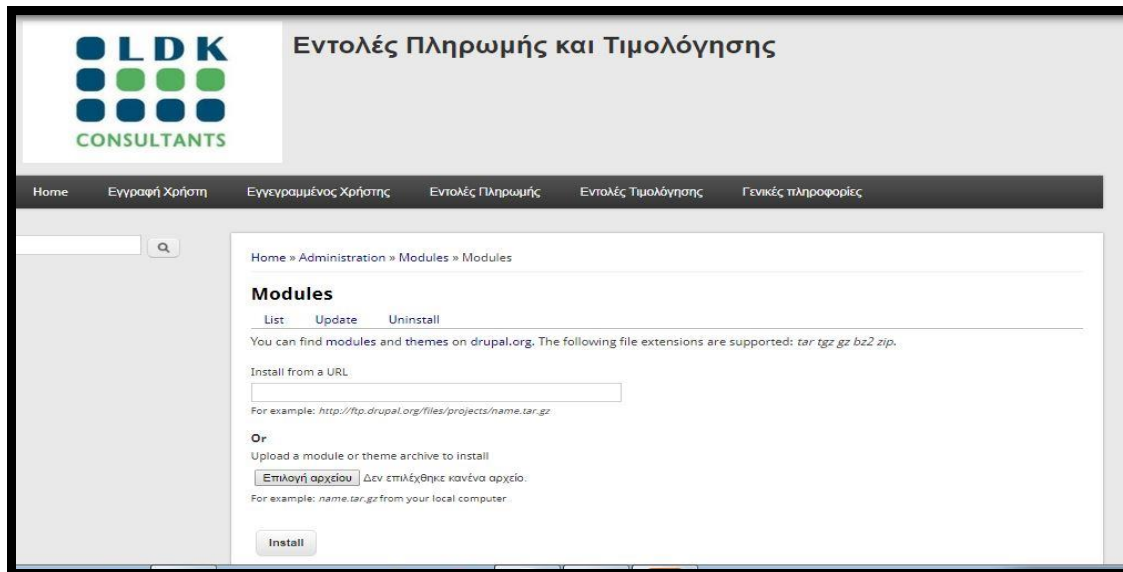 LDK
CONSULTANTS
Εντολές Πληρωμής και Τιμολόγησης
Home Εγγραφή Χρήστη Εγγεγραμμένος Χρήστης Εντολές Πληρωμής Εντολές Τιμολόγησης Γενικές πληροφορίες
Home » Administration » Modules » Modules
Modules
List Update Uninstall
You can find modules and themes on drupal.org. The following file extensions are supported: tar tgz gz bz2 zip.
Install from a URL
For example: http://ftp.drupal.org/files/projects/name.tar.gz
Or
Upload a module or theme archive to install
Επιλογή αρχείου Δεν επιλέχθηκε κανένα αρχείο.
For example: name.tar.gz from your local computer
Install